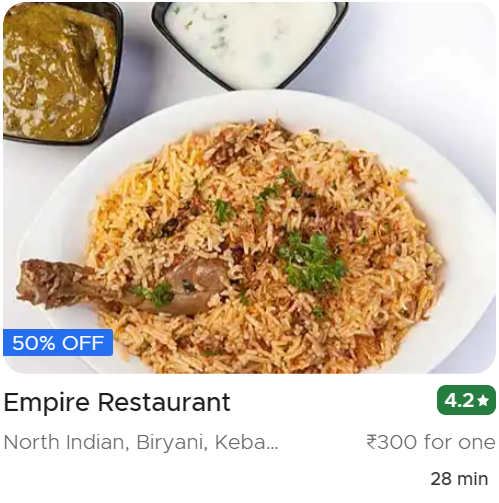 50% OFF
Empire Restaurant 4.2★
North Indian, Biryani, Keba... ₹300 for one
28 min